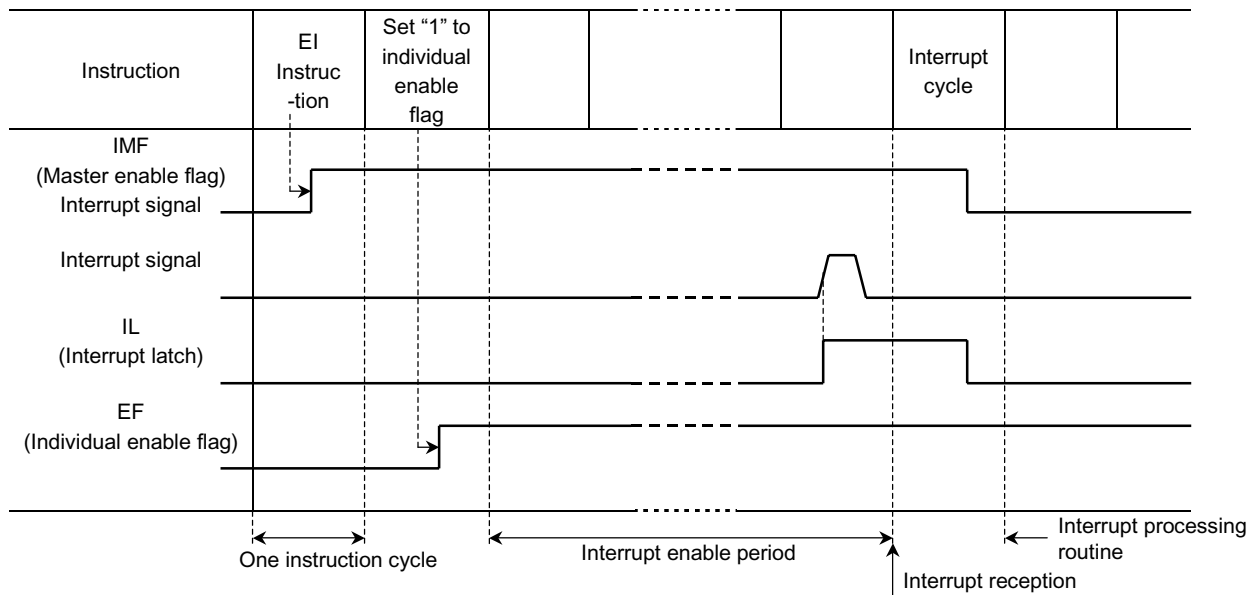 Instruction
EI
Instruc
-tion
Set “1” to
individual
enable
flag
Interrupt
cycle
IMF
(Master enable flag)
Interrupt signal
Interrupt signal
IL
(Interrupt latch)
EF
(Individual enable flag)
One instruction cycle
Interrupt enable period
Interrupt processing
routine
Interrupt reception